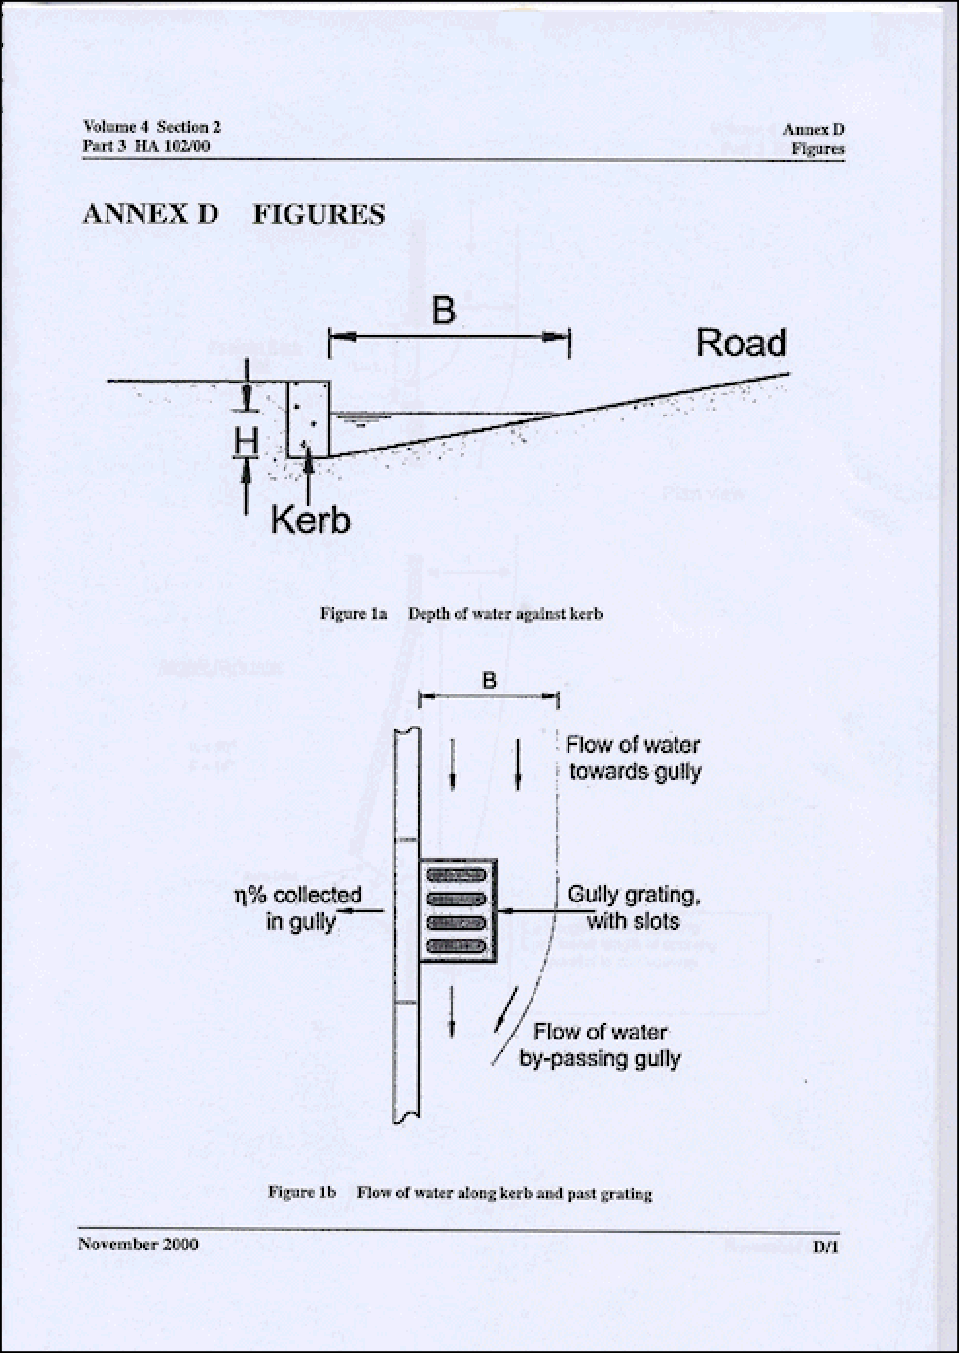 Volume 4 Section 2
Part 3 HA 102/00
Annex D
Figures
ANNEX D FIGURES
B
Road
H
Kerb
Figure 1a Depth of water against kerb
B
Flow of water
towards gully
η% collected
in gully
Gully grating,
with slots
Flow of water
by-passing gully
Figure 1b Flow of water along kerb and past grating
November 2000
D/1